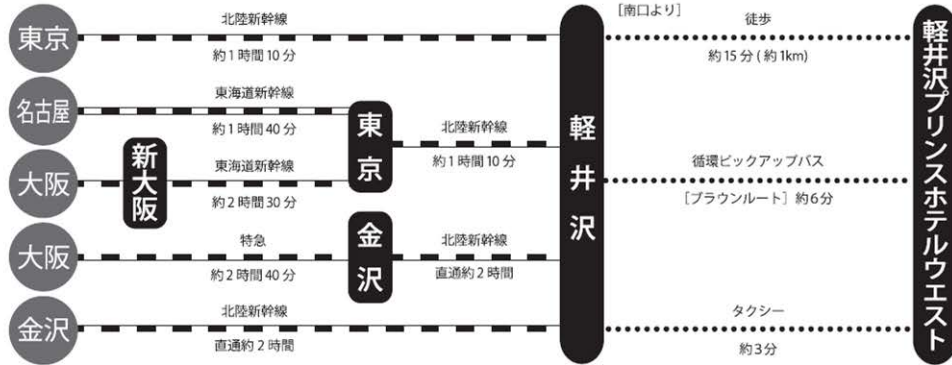 東京
北陸新幹線
約1時間10分
名古屋
東海道新幹線
約1時間40分
大阪
新大阪
東海道新幹線
約2時間30分
東京
北陸新幹線
約1時間10分
大阪
特急
約2時間40分
金沢
北陸新幹線
直通約2時間
金沢
北陸新幹線
直通約2時間
軽井沢
[南口より]
徒歩
約15分(約1km)
循環ピックアップバス
[ブラウンルート]約6分
タクシー
約3分
軽井沢プリンスホテルウエスト